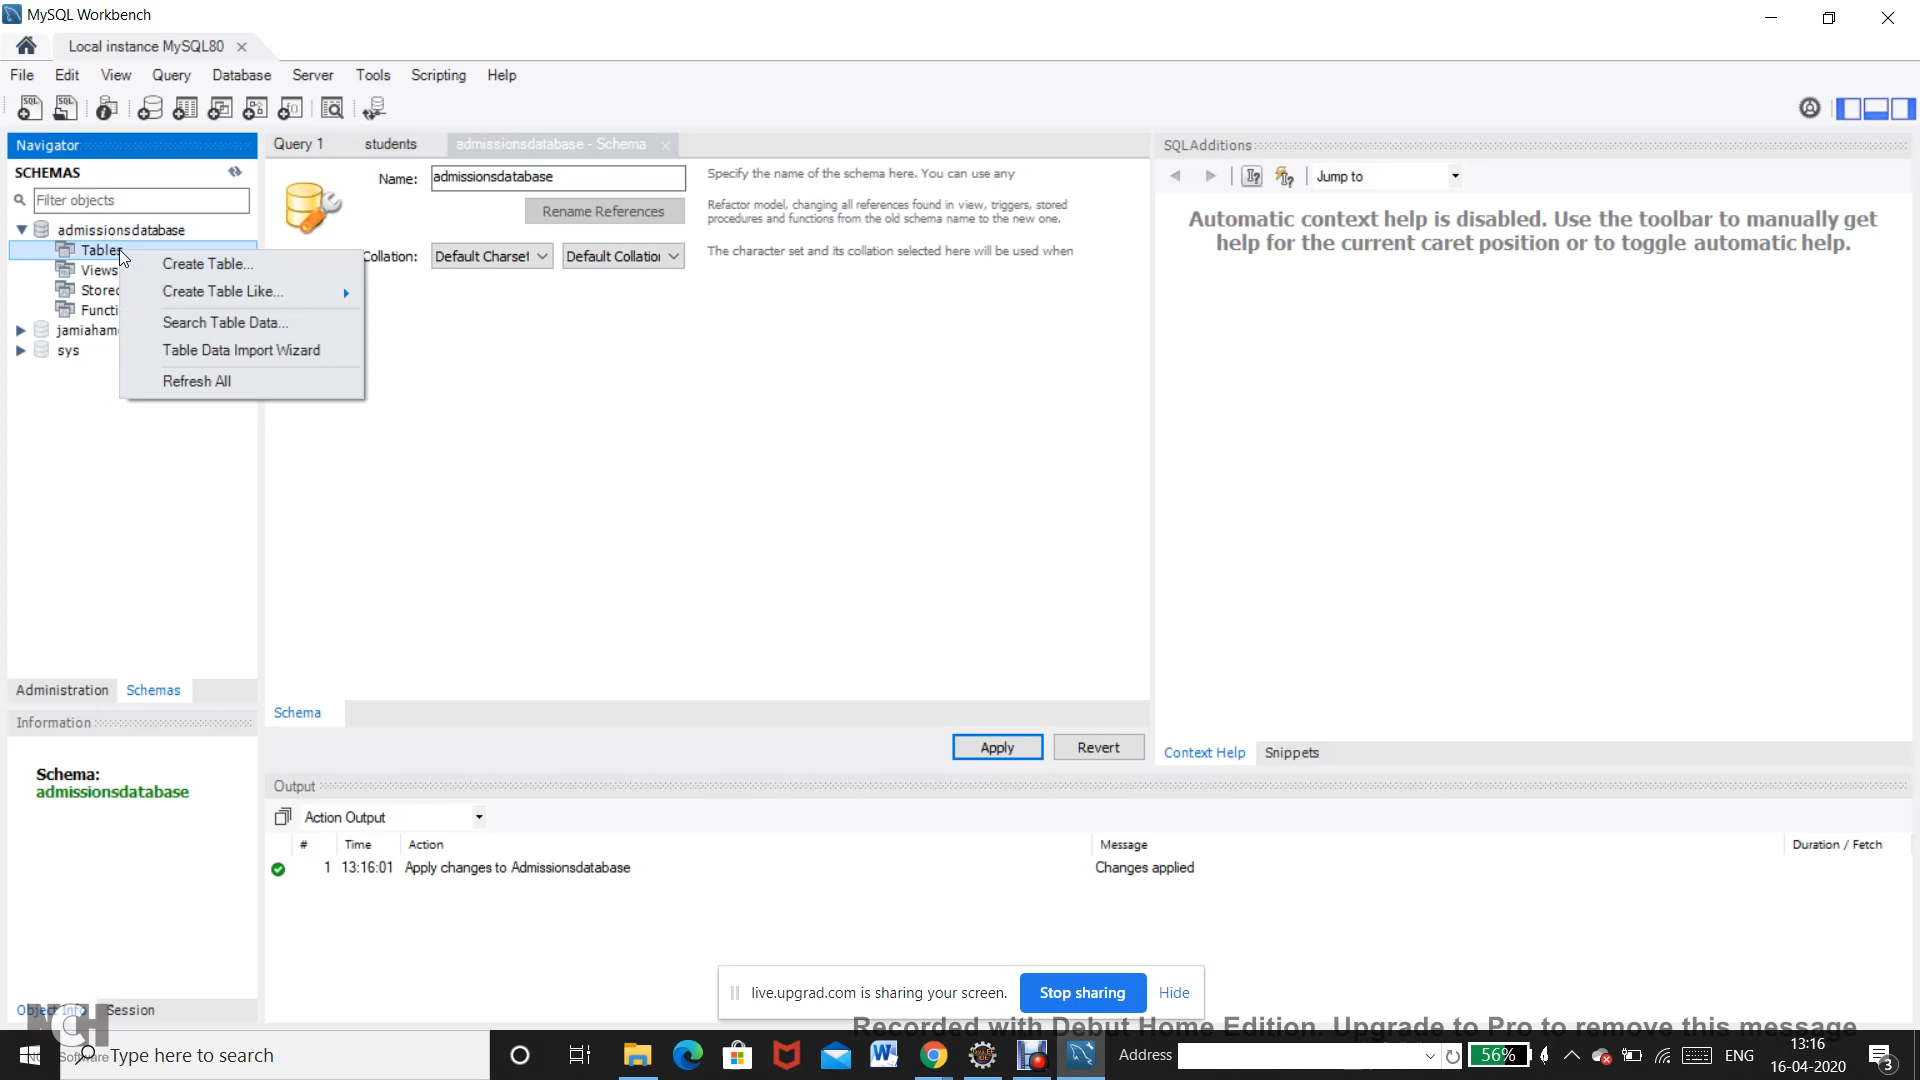 MySQL Workbench
Local instance MySQL80
File Edit View Query Database Server Tools Scripting Help
Navigator
SCHEMAS
Filter objects
admissionsdatabase
Tables
Views
Stored
Functi
jamiaham
sys
Create Table...
Create Table Like...
Search Table Data...
Table Data Import Wizard
Refresh All
Administration Schemas
Information
Schema:
admissionsdatabase
Object Info Session
Query 1 students admissionsdatabase - Schema
Name: admissionsdatabase
Specify the name of the schema here. You can use any
Rename References
Refactor model, changing all references found in view, triggers, stored
procedures and functions from the old schema name to the new one.
Collation: Default Charset Default Collation
The character set and its collation selected here will be used when
Schema
Apply Revert
SQLAdditions
Jump to
Automatic context help is disabled. Use the toolbar to manually get
help for the current caret position or to toggle automatic help.
Context Help Snippets
Output
Action Output
# Time Action Message Duration / Fetch
1 13:16:01 Apply changes to Admissionsdatabase Changes applied
live.upgrad.com is sharing your screen. Stop sharing Hide
Recorded with Debut Home Edition. Upgrade to Pro to remove this message
NCH
Software
Type here to search
Address
56%
ENG
13:16
16-04-2020
3